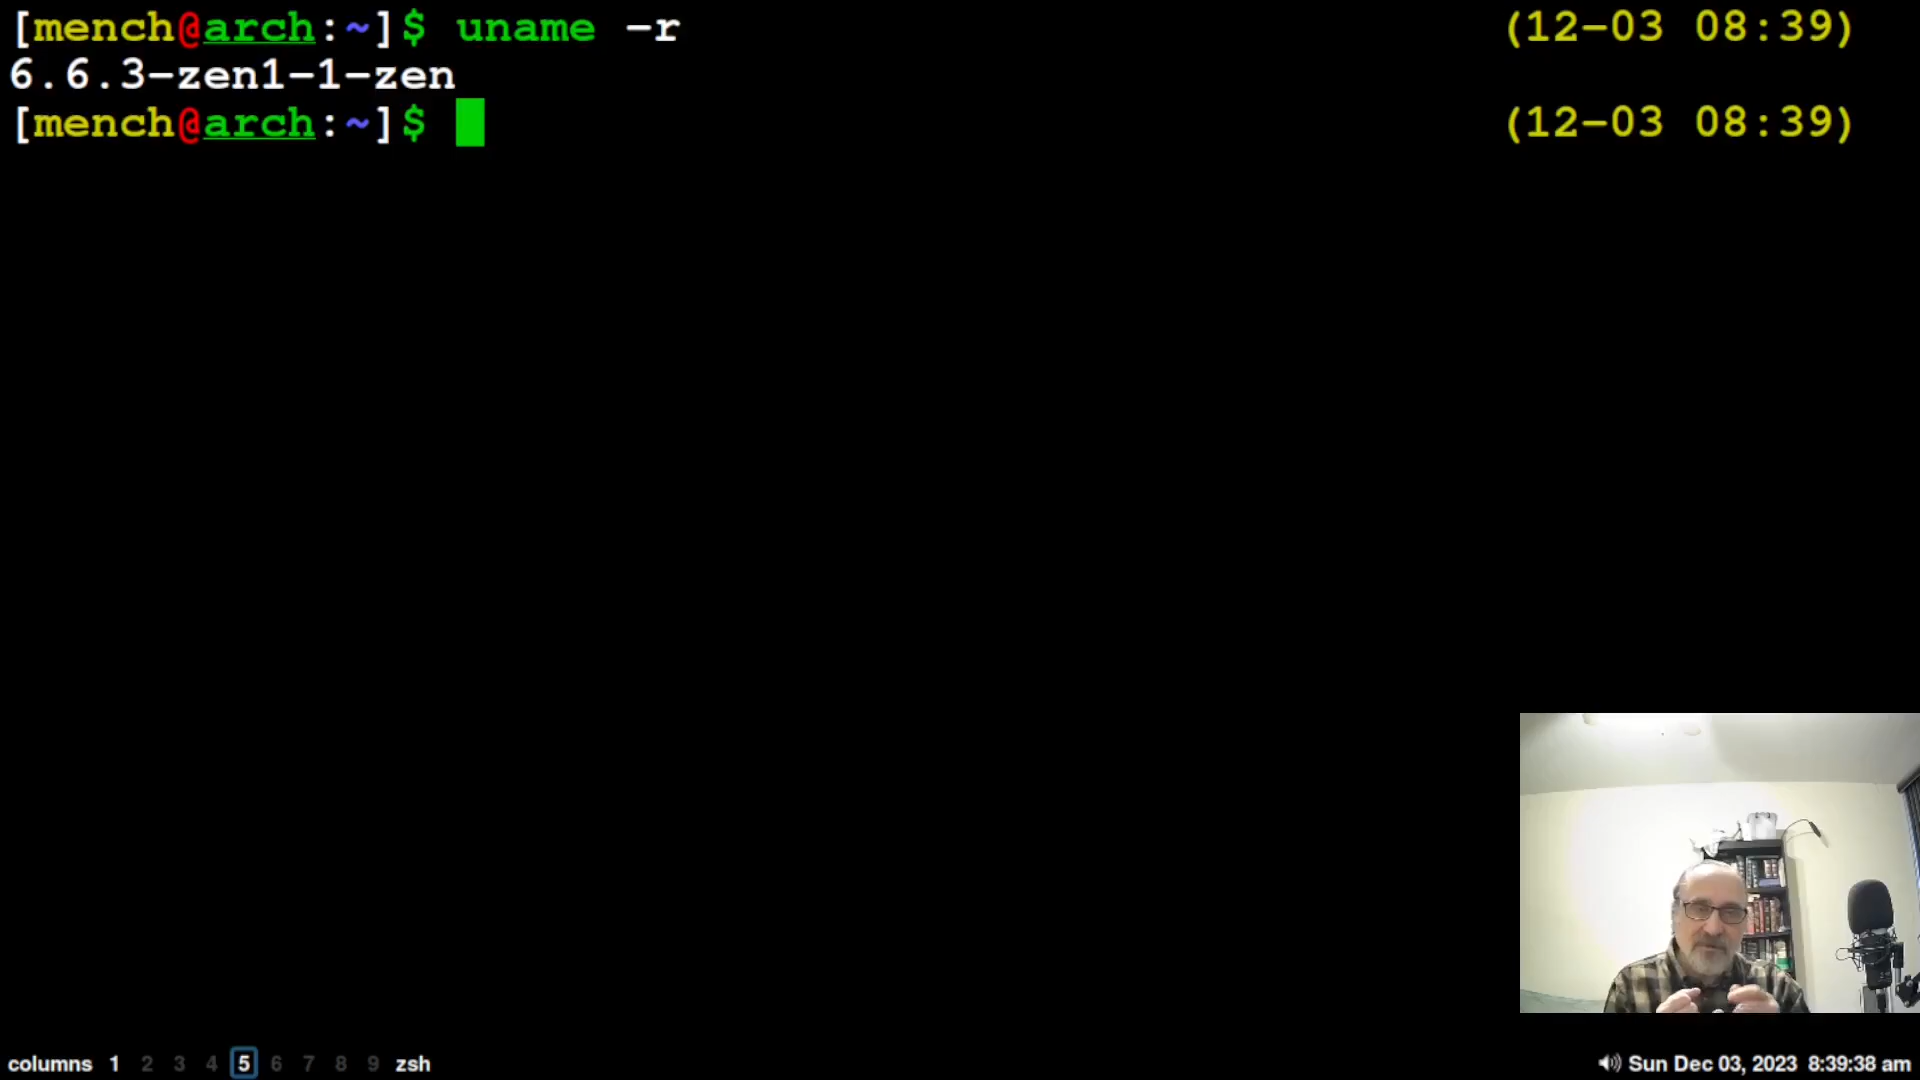 [mench@arch:~]$ uname -r (12-03 08:39)
6.6.3-zen1-1-zen
[mench@arch:~]$ (12-03 08:39)
columns 1 2 3 4 5 6 7 8 9 zsh Sun Dec 03, 2023 8:39:38 am